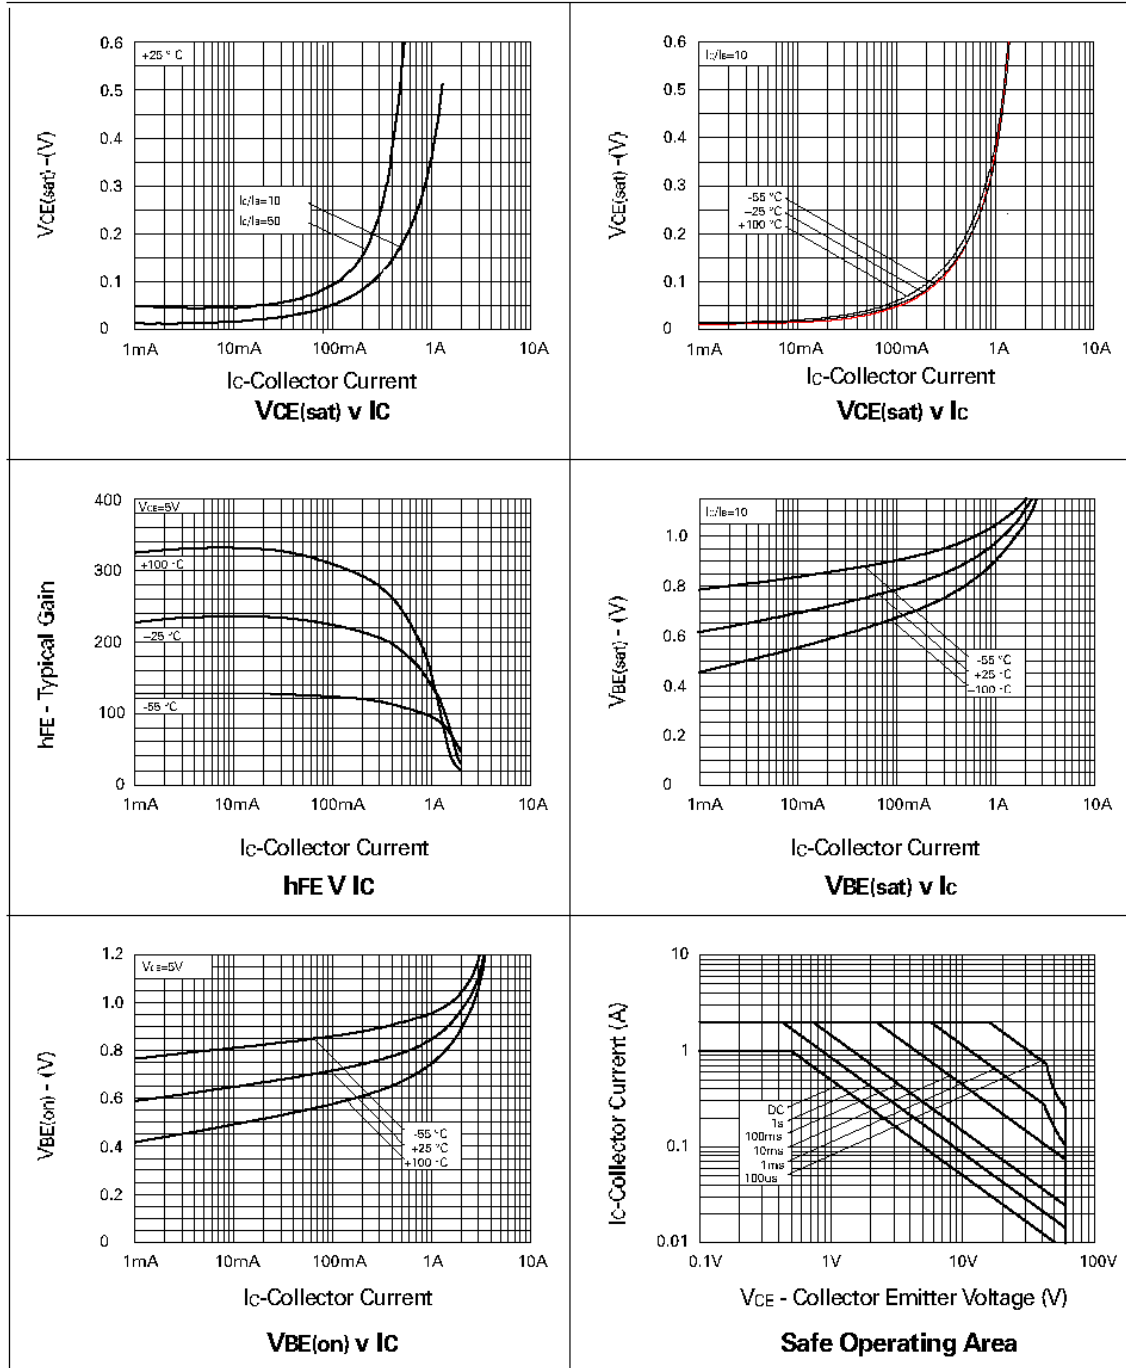 0.6
0.5
0.4
0.3
0.2
0.1
0
+25 ° C
IC/IB=10
IC/IB=50
VCE(sat) -(V)
1mA 10mA 100mA 1A 10A
IC-Collector Current
VCE(sat) v IC
0.6
0.5
0.4
0.3
0.2
0.1
0
IC/IB=10
-55 °C
–25 °C
+100 °C
VCE(sat) -(V)
1mA 10mA 100mA 1A 10A
IC-Collector Current
VCE(sat) v Ic
400
300
200
100
0
VCE=5V
+100 °C
–25 °C
-55 °C
hFE - Typical Gain
1mA 10mA 100mA 1A 10A
IC-Collector Current
hFE V IC
1.0
0.8
0.6
0.4
0.2
0
IC/IB=10
-55 °C
+25 °C
–100 °C
VBE(sat) - (V)
1mA 10mA 100mA 1A 10A
IC-Collector Current
VBE(sat) v Ic
1.2
1.0
0.8
0.6
0.4
0.2
0
VCE=5V
-55 °C
+25 °C
+100 °C
VBE(on) - (V)
1mA 10mA 100mA 1A 10A
IC-Collector Current
VBE(on) v IC
10
1
0.1
0.01
DC
1s
100ms
10ms
1ms
100us
IC-Collector Current (A)
0.1V 1V 10V 100V
VCE - Collector Emitter Voltage (V)
Safe Operating Area